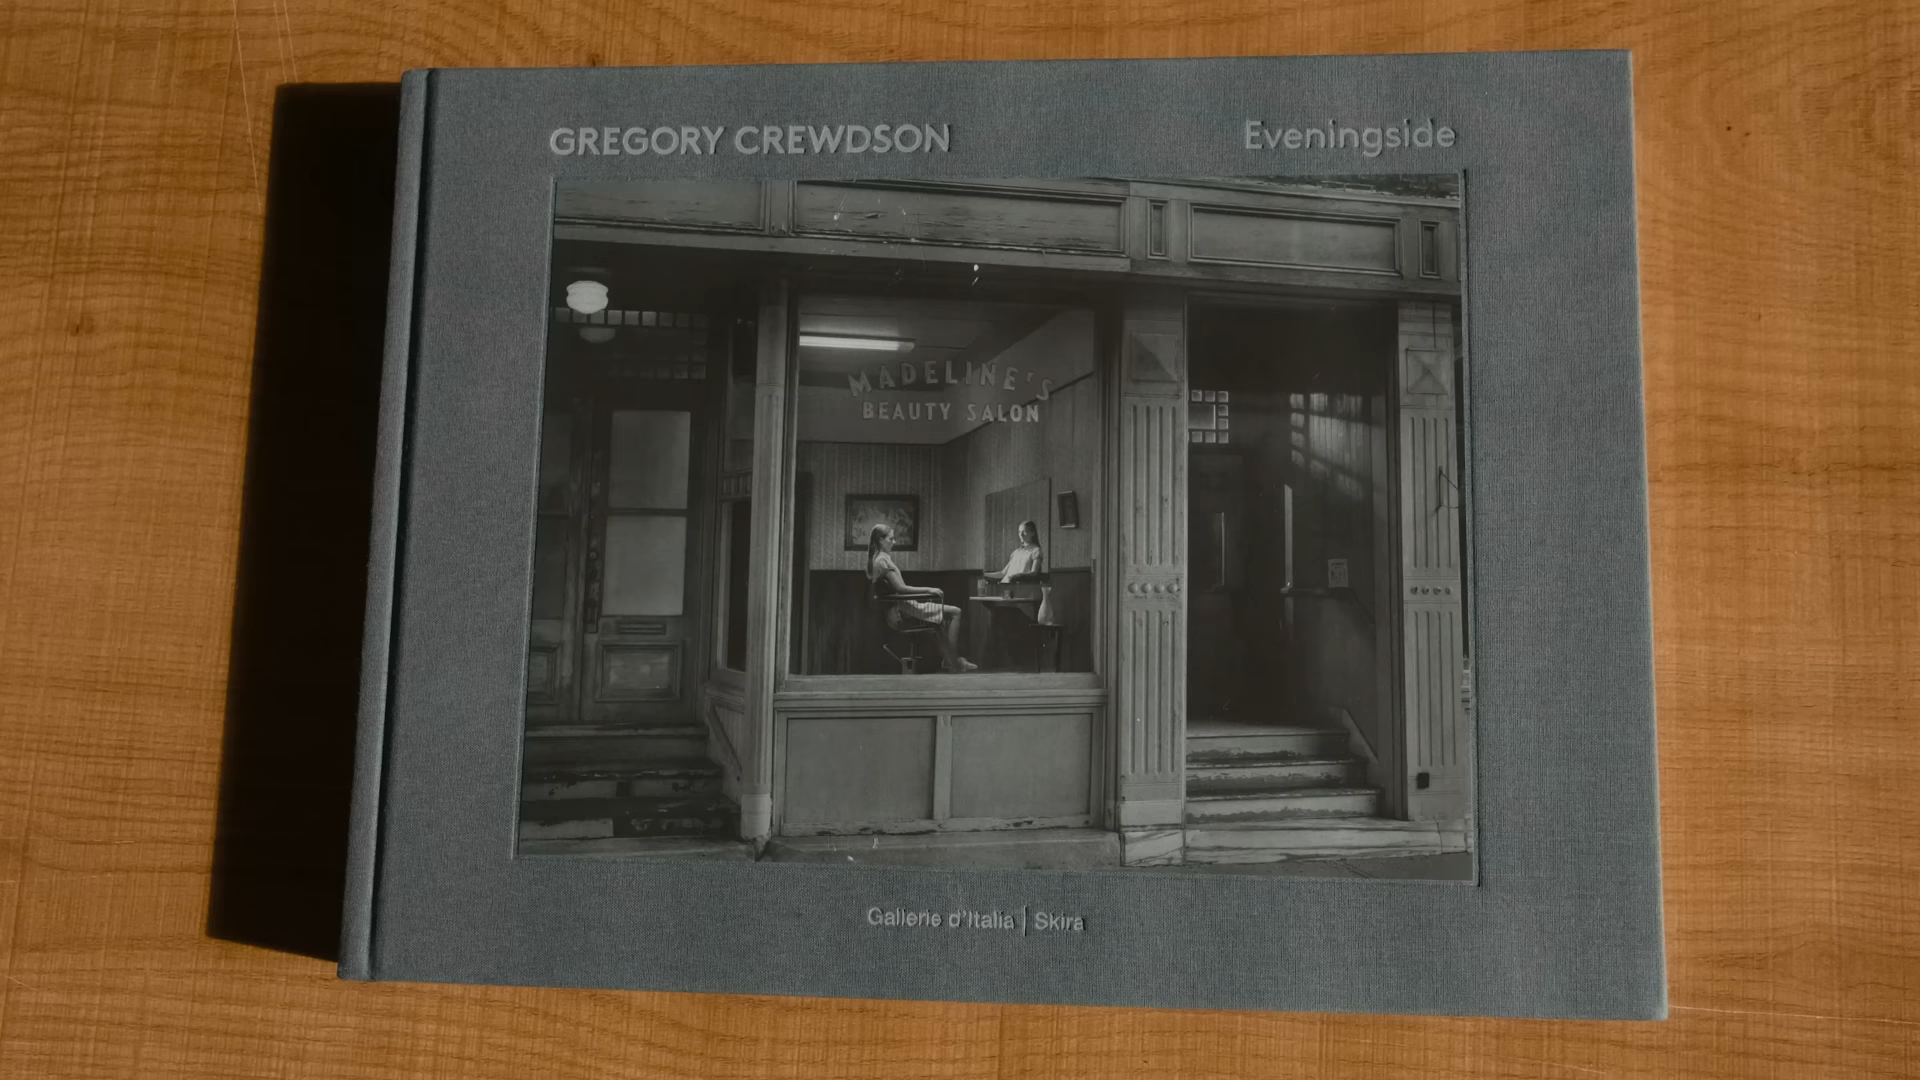 GREGORY CREWDSON
Eveningside
MADELINE'S
BEAUTY SALON
Gallerie d'Italia | Skira